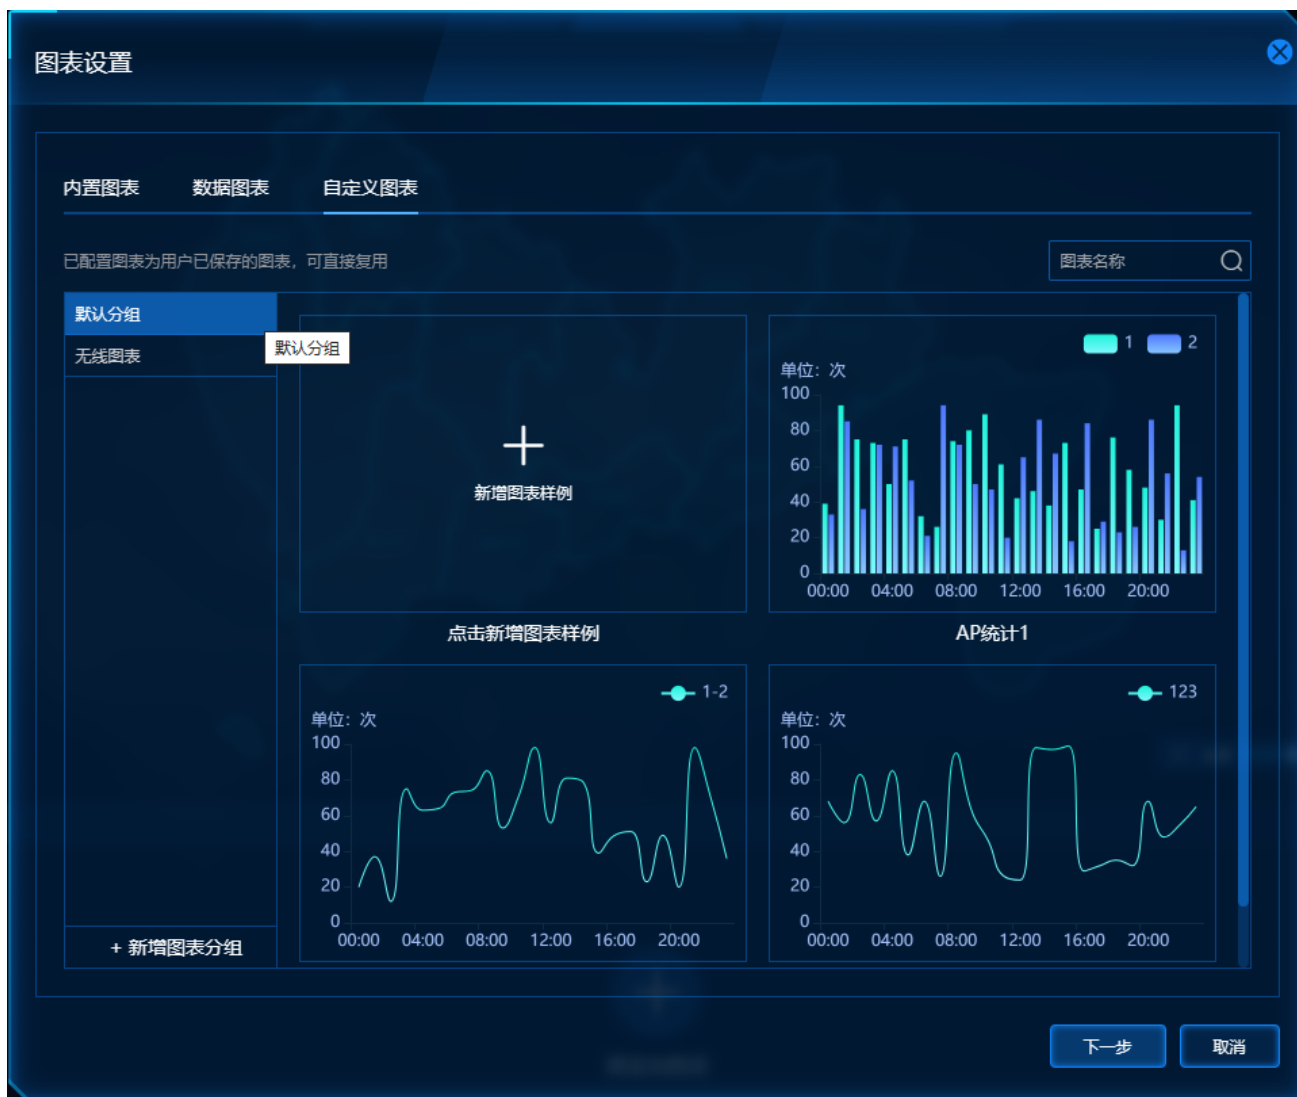 图表设置
内置图表 数据图表 自定义图表
已配置图表为用户已保存的图表，可直接复用
图表名称
默认分组
无线图表
默认分组
+ 新增图表分组
新增图表样例
点击新增图表样例
1 2
单位：次
100
80
60
40
20
0
00:00 04:00 08:00 12:00 16:00 20:00
AP统计1
1-2
单位：次
100
80
60
40
20
0
00:00 04:00 08:00 12:00 16:00 20:00
123
单位：次
100
80
60
40
20
0
00:00 04:00 08:00 12:00 16:00 20:00
下一步 取消